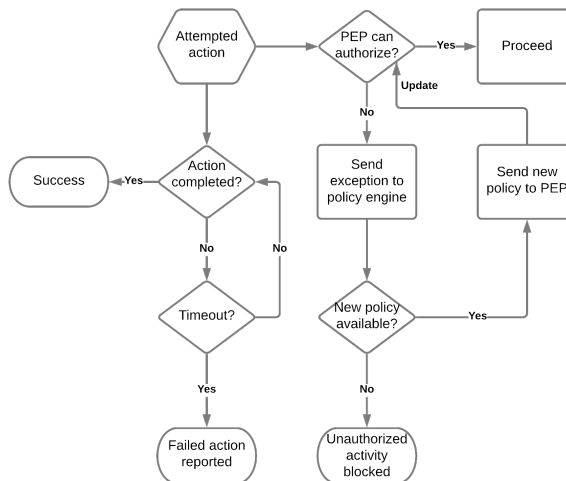 Attempted
action
PEP can
authorize?
Yes
Proceed
Update
No
Action
completed?
Yes
Success
Send
exception to
policy engine
Send new
policy to PEP
No
No
Timeout?
New policy
available?
Yes
Yes
No
Failed action
reported
Unauthorized
activity
blocked